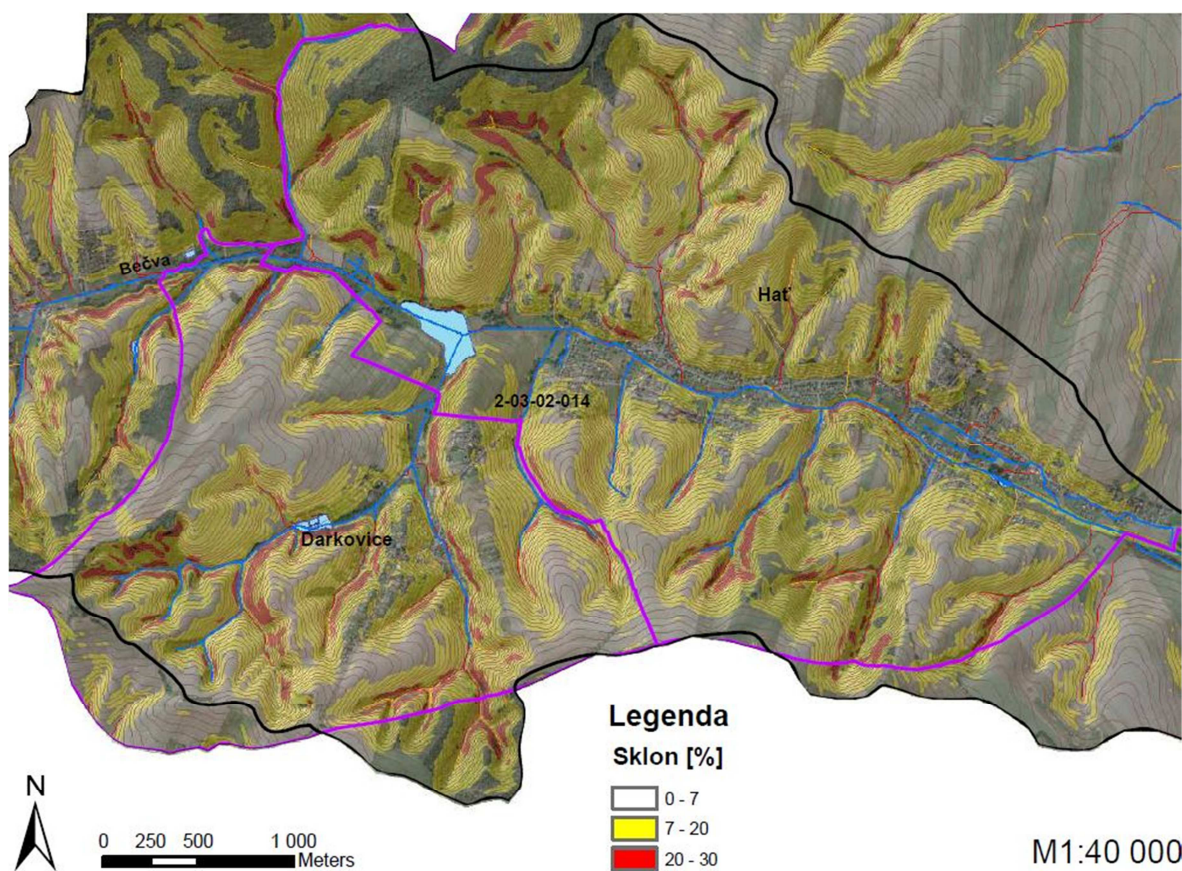 Bečva
Hať
2-03-02-014
Darkovice
Legenda
Sklon [%]
0 - 7
7 - 20
20 - 30
N
0 250 500 1 000
Meters
M1:40 000